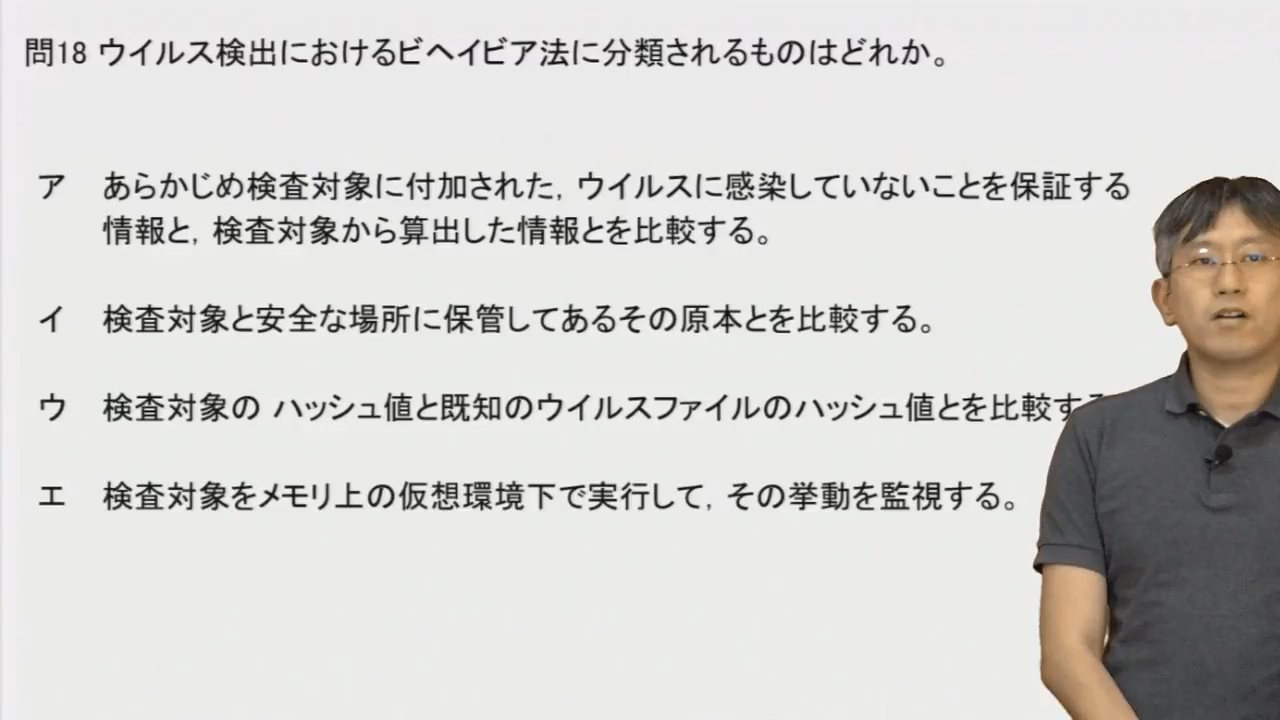 問18 ウイルス検出におけるビヘイビア法に分類されるものはどれか。
ア あらかじめ検査対象に付加された，ウイルスに感染していないことを保証する
情報と，検査対象から算出した情報とを比較する。
イ 検査対象と安全な場所に保管してあるその原本とを比較する。
ウ 検査対象の ハッシュ値と既知のウイルスファイルのハッシュ値とを比較する
エ 検査対象をメモリ上の仮想環境下で実行して，その挙動を監視する。